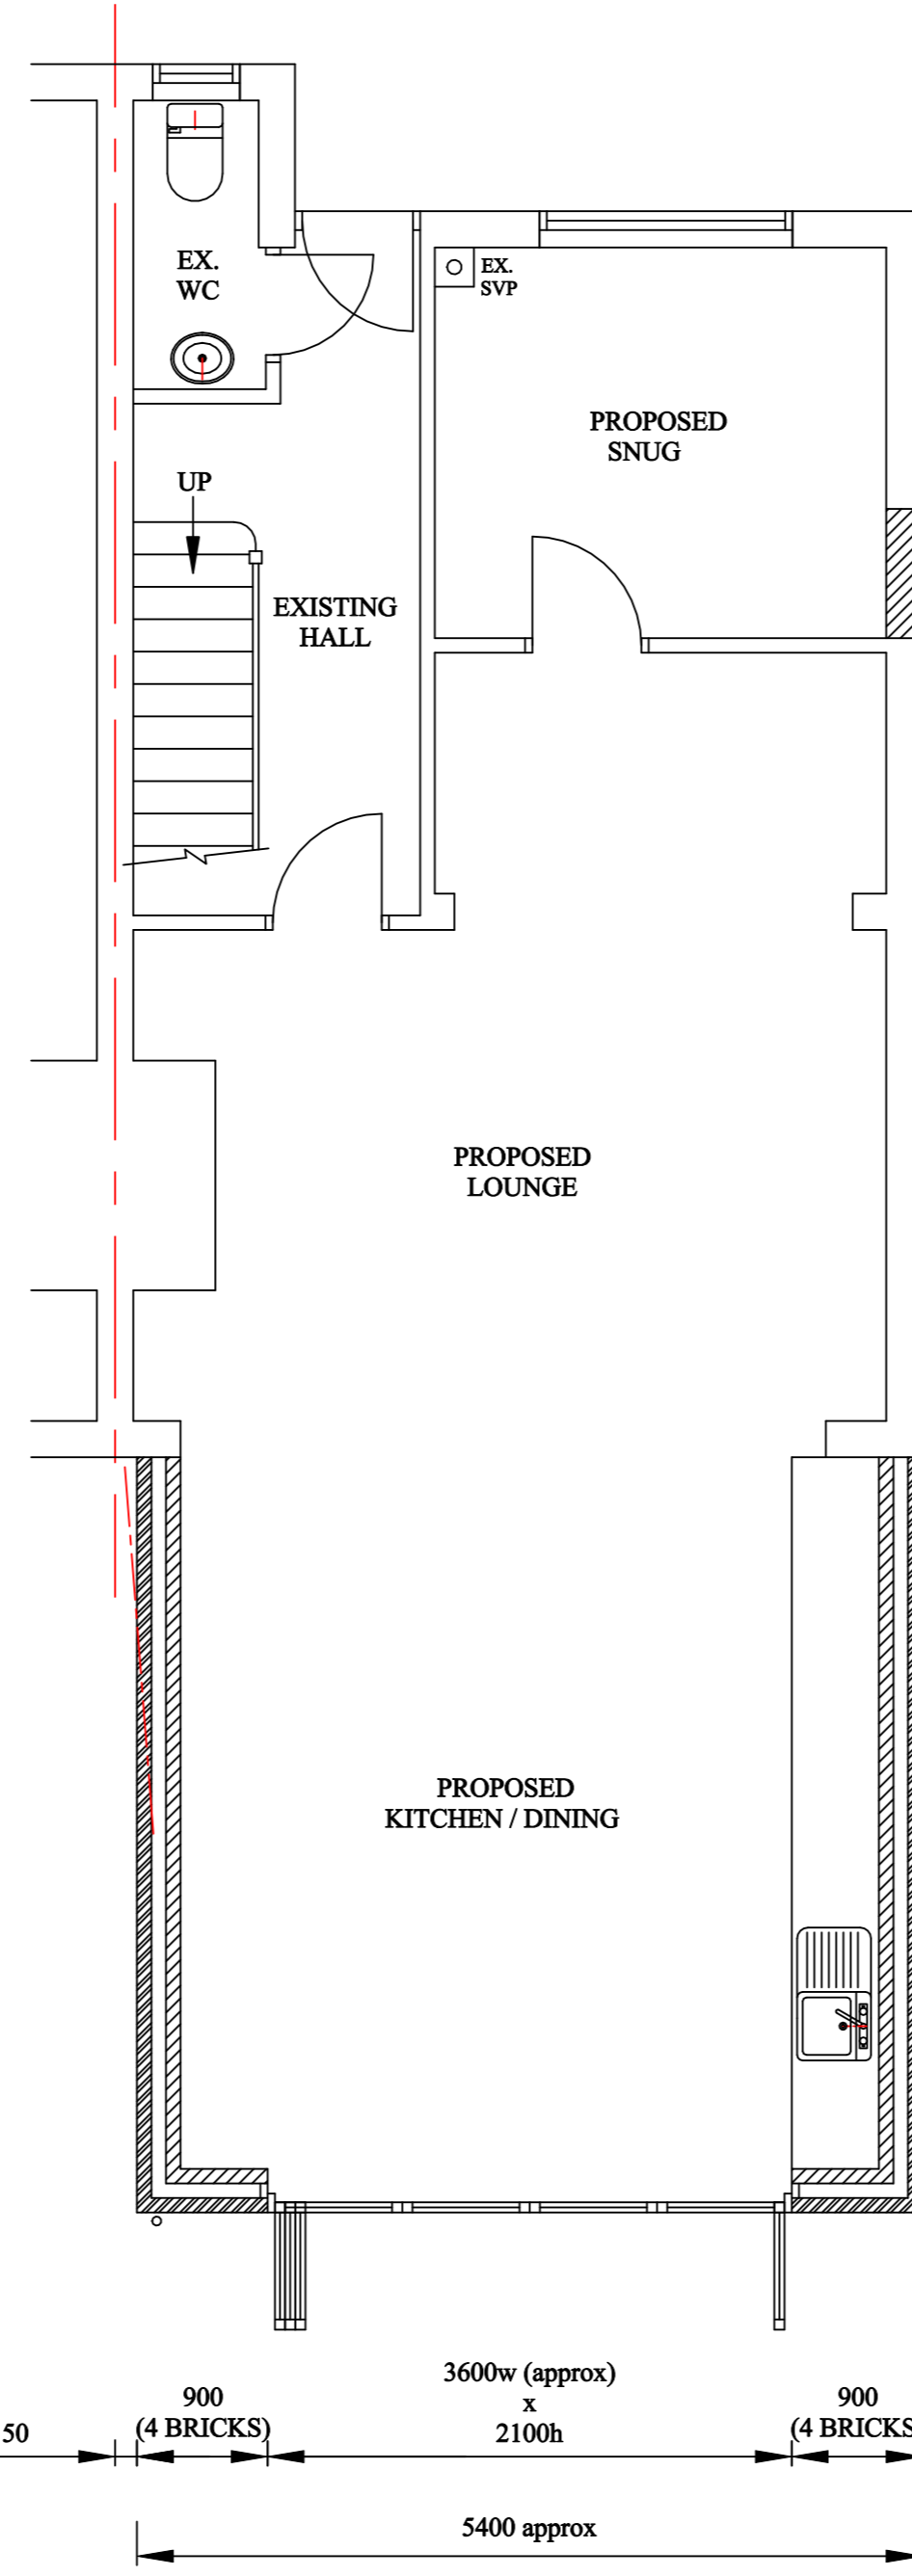 EX.
WC
EX.
SVP
PROPOSED
SNUG
UP
EXISTING
HALL
PROPOSED
LOUNGE
PROPOSED
KITCHEN / DINING
3600w (approx)
x
2100h
900
(4 BRICKS)
900
(4 BRICKS
50
5400 approx